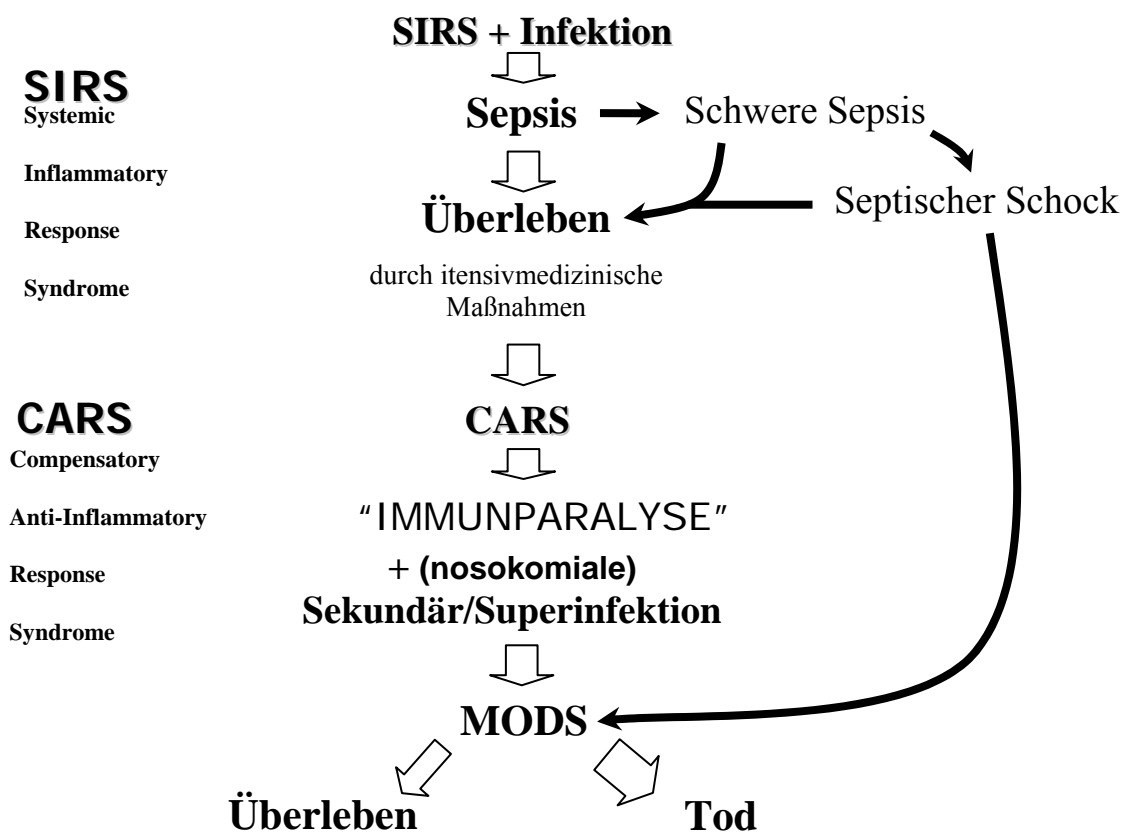 SIRS + Infektion
SIRS
Systemic
Inflammatory
Response
Syndrome
Sepsis
Schwere Sepsis
Septischer Schock
Überleben
durch itensivmedizinische
Maßnahmen
CARS
Compensatory
Anti-Inflammatory
Response
Syndrome
CARS
"IMMUNPARALYSE"
+ (nosokomiale)
Sekundär/Superinfektion
MODS
Überleben
Tod